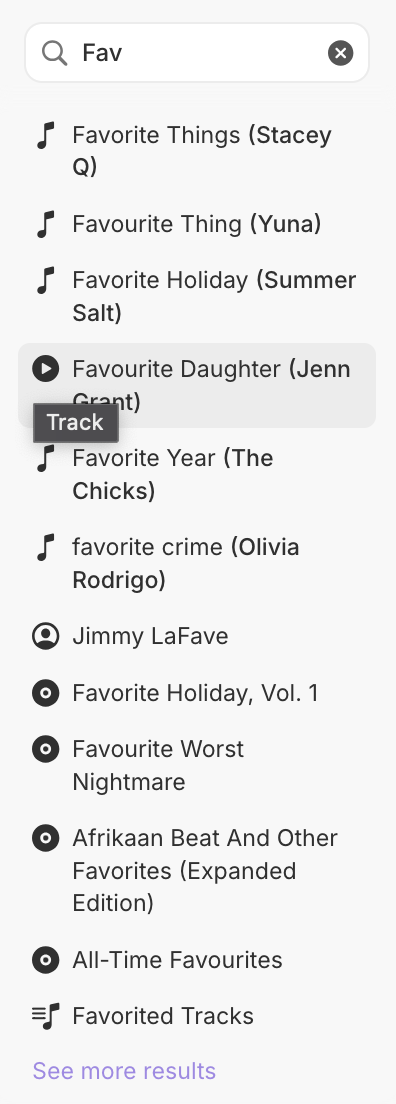 Fav
Favorite Things (Stacey
Q)
Favourite Thing (Yuna)
Favorite Holiday (Summer
Salt)
Favourite Daughter (Jenn
Grant)
Track
Favorite Year (The
Chicks)
favorite crime (Olivia
Rodrigo)
Jimmy LaFave
Favorite Holiday, Vol. 1
Favourite Worst
Nightmare
Afrikaan Beat And Other
Favorites (Expanded
Edition)
All-Time Favourites
Favorited Tracks
See more results